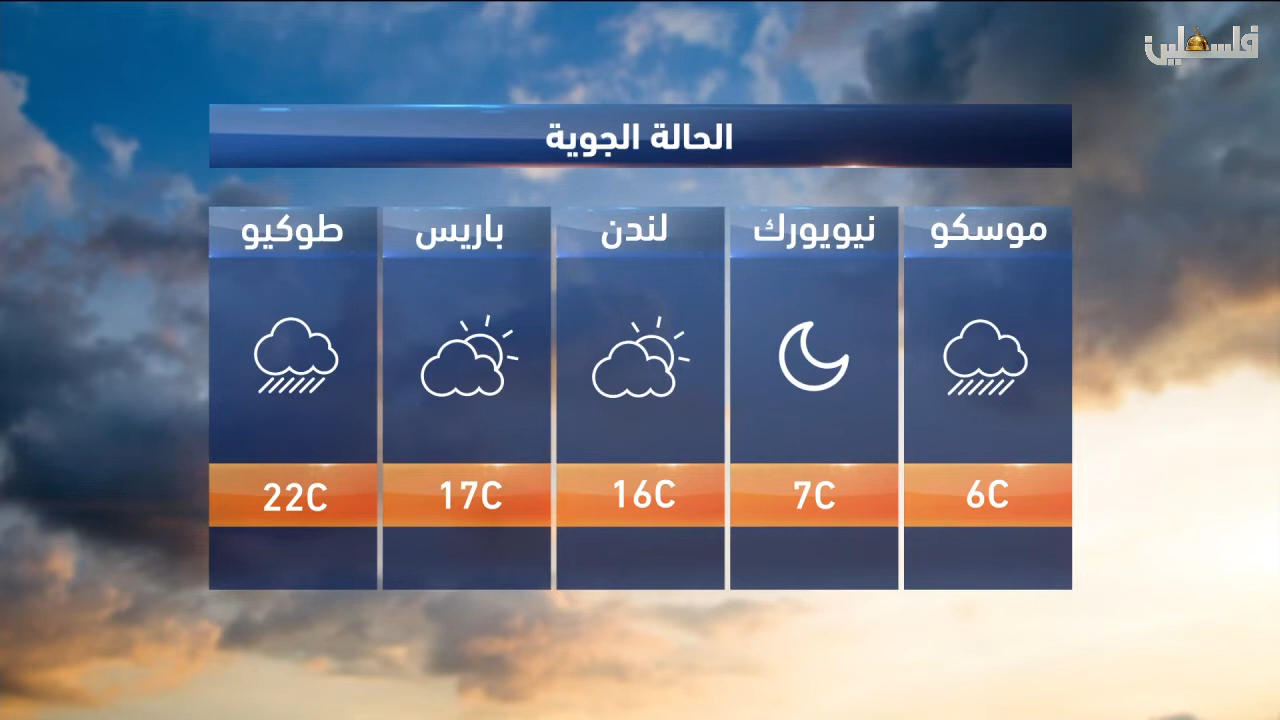 فلسطين
الحالة الجوية
موسكو
نيويورك
لندن
باريس
طوكيو
6C
7C
16C
17C
22C